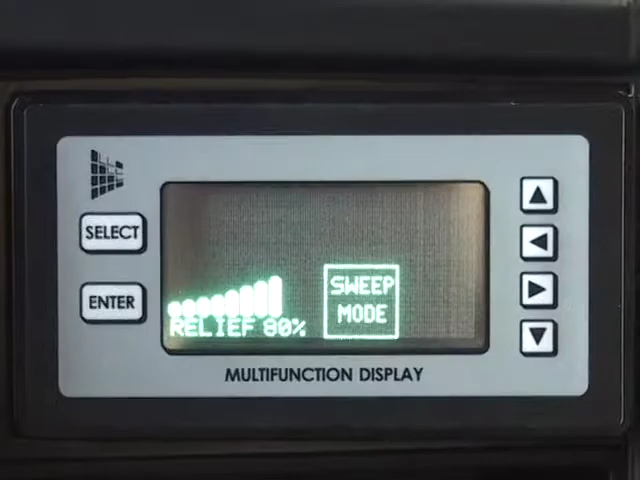 SELECT
ENTER
RELIEF 80%
SWEEP
MODE
MULTIFUNCTION DISPLAY